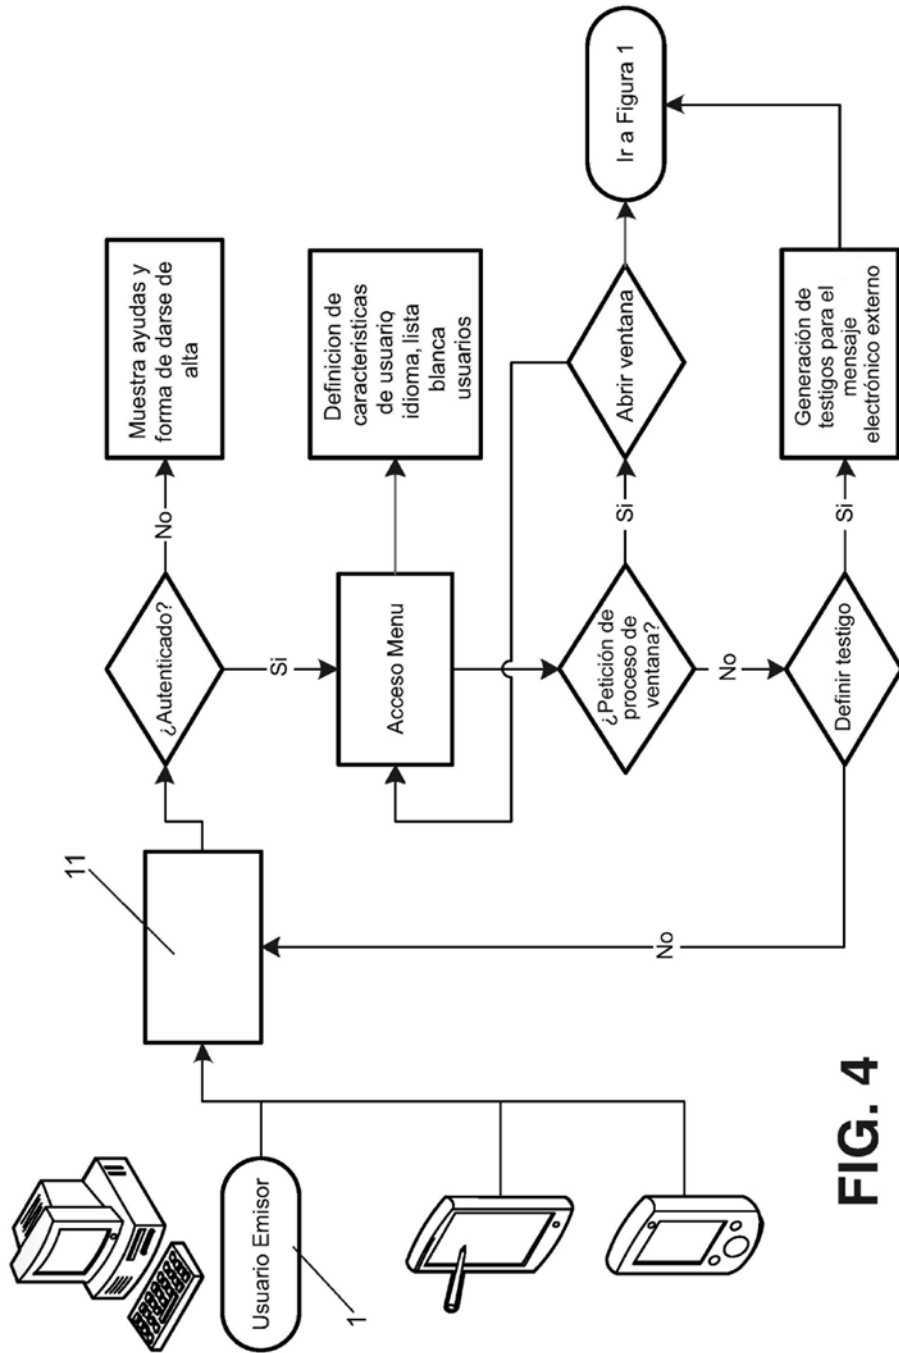 Usuario Emisor
1
11
¿Autenticado?
No
Muestra ayudas y
forma de darse de
alta
Si
Acceso Menu
Definicion de
características
de usuario,
idioma, lista
blanca
usuarios
¿Petición de
proceso de
ventana?
Si
Abrir ventana
Ir a Figura 1
No
Definir testigo
Si
Generación de
testigos para el
mensaje
electrónico externo
No
FIG. 4